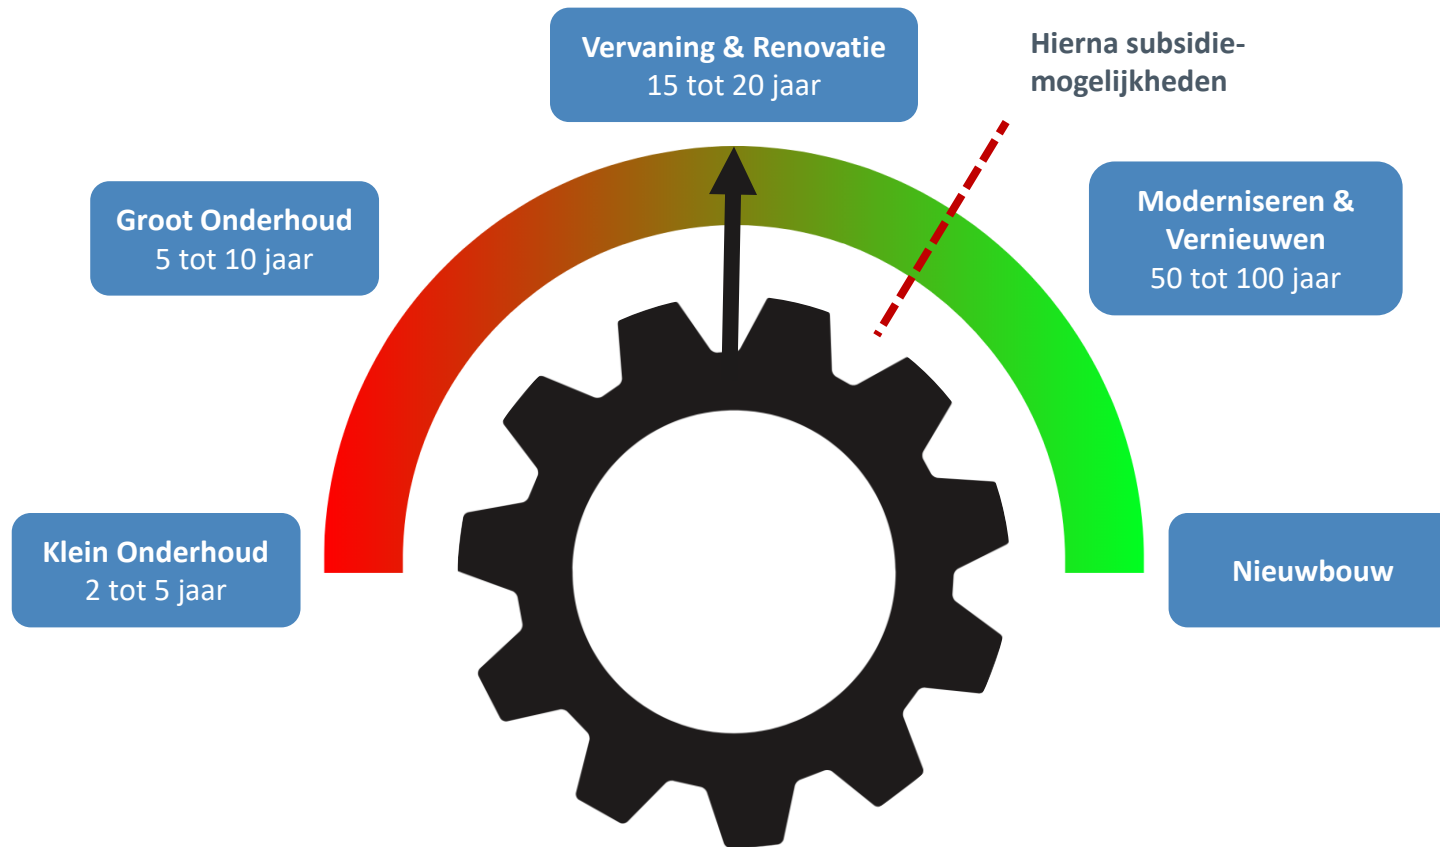 Vervaning & Renovatie
15 tot 20 jaar
Hierna subsidie-
mogelijkheden
Groot Onderhoud
5 tot 10 jaar
Moderniseren &
Vernieuwen
50 tot 100 jaar
Klein Onderhoud
2 tot 5 jaar
Nieuwbouw